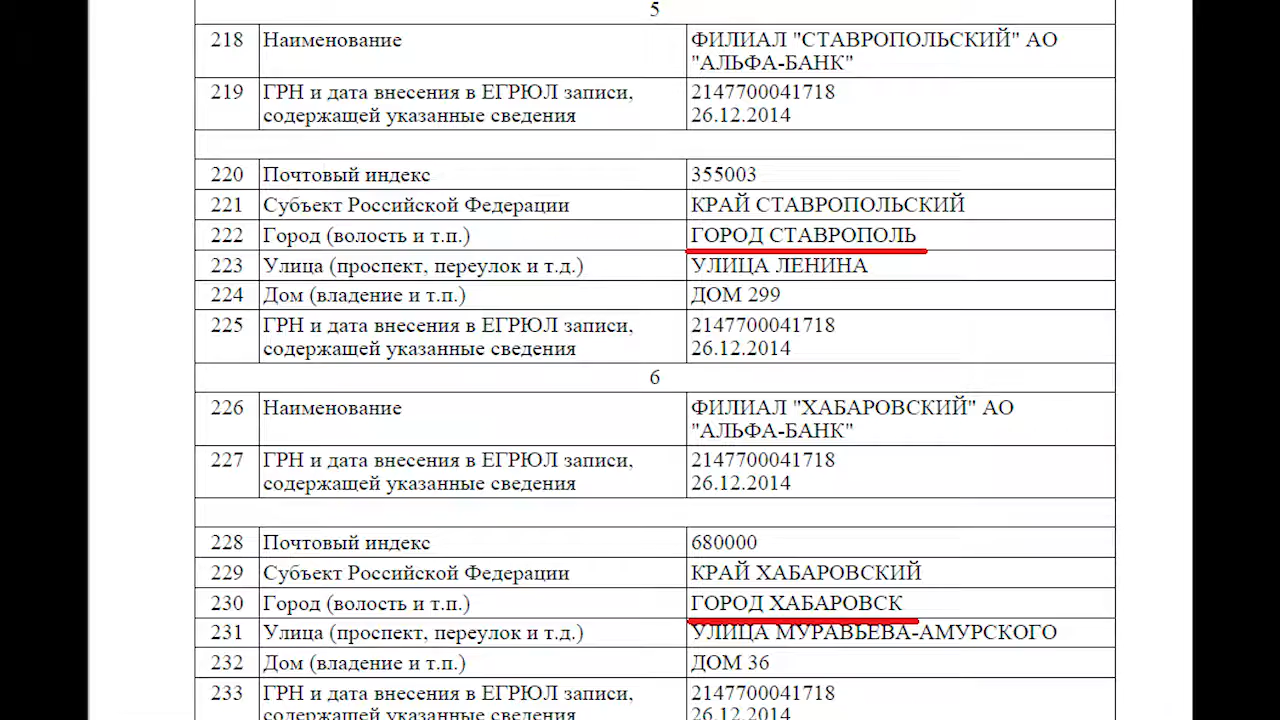 5
218 Наименование ФИЛИАЛ "СТАВРОПОЛЬСКИЙ" АО
"АЛЬФА-БАНК"
219 ГРН и дата внесения в ЕГРЮЛ записи, 2147700041718
содержащей указанные сведения 26.12.2014
220 Почтовый индекс 355003
221 Субъект Российской Федерации КРАЙ СТАВРОПОЛЬСКИЙ
222 Город (волость и т.п.) ГОРОД СТАВРОПОЛЬ
223 Улица (проспект, переулок и т.д.) УЛИЦА ЛЕНИНА
224 Дом (владение и т.п.) ДОМ 299
225 ГРН и дата внесения в ЕГРЮЛ записи, 2147700041718
содержащей указанные сведения 26.12.2014
6
226 Наименование ФИЛИАЛ "ХАБАРОВСКИЙ" АО
"АЛЬФА-БАНК"
227 ГРН и дата внесения в ЕГРЮЛ записи, 2147700041718
содержащей указанные сведения 26.12.2014
228 Почтовый индекс 680000
229 Субъект Российской Федерации КРАЙ ХАБАРОВСКИЙ
230 Город (волость и т.п.) ГОРОД ХАБАРОВСК
231 Улица (проспект, переулок и т.д.) УЛИЦА МУРАВЬЕВА-АМУРСКОГО
232 Дом (владение и т.п.) ДОМ 36
233 ГРН и дата внесения в ЕГРЮЛ записи, 2147700041718
содержащей указанные сведения 26.12.2014